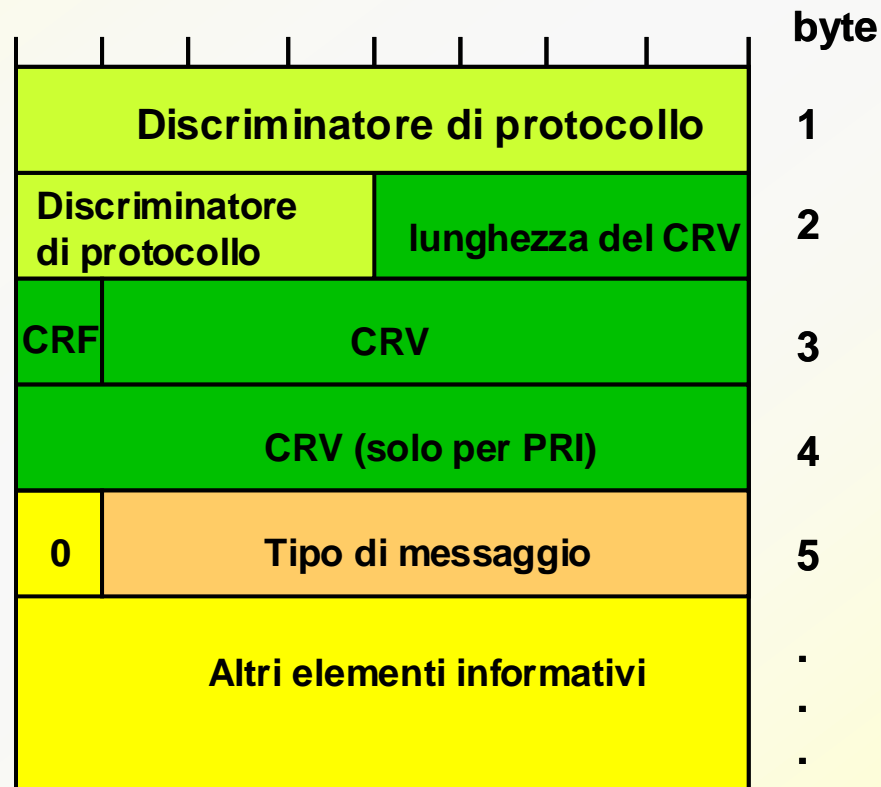 byte
Discriminatore di protocollo
1
Discriminatore
di protocollo
lunghezza del CRV
2
CRF
CRV
3
CRV (solo per PRI)
4
0
Tipo di messaggio
5
Altri elementi informativi
.
.
.